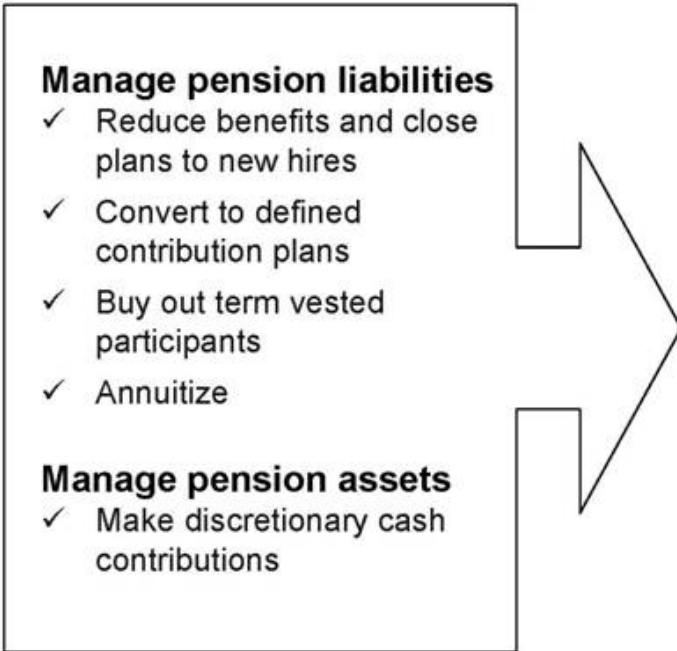 Manage pension liabilities
✓ Reduce benefits and close
plans to new hires
✓ Convert to defined
contribution plans
✓ Buy out term vested
participants
✓ Annuitize
Manage pension assets
✓ Make discretionary cash
contributions